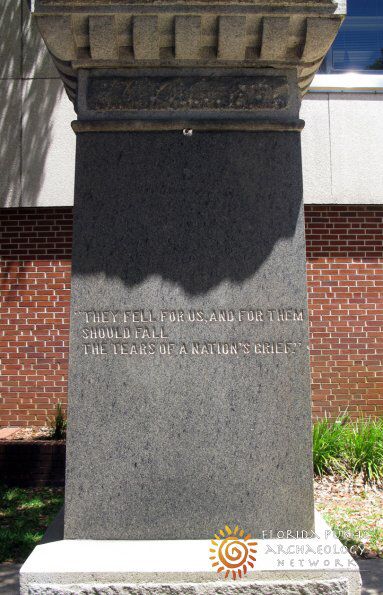 "THEY FELL FOR US, AND FOR THEM
SHOULD FALL
THE TEARS OF A NATION'S GRIEF."
FLORIDA PUBLIC
ARCHAEOLOGY
NETWORK